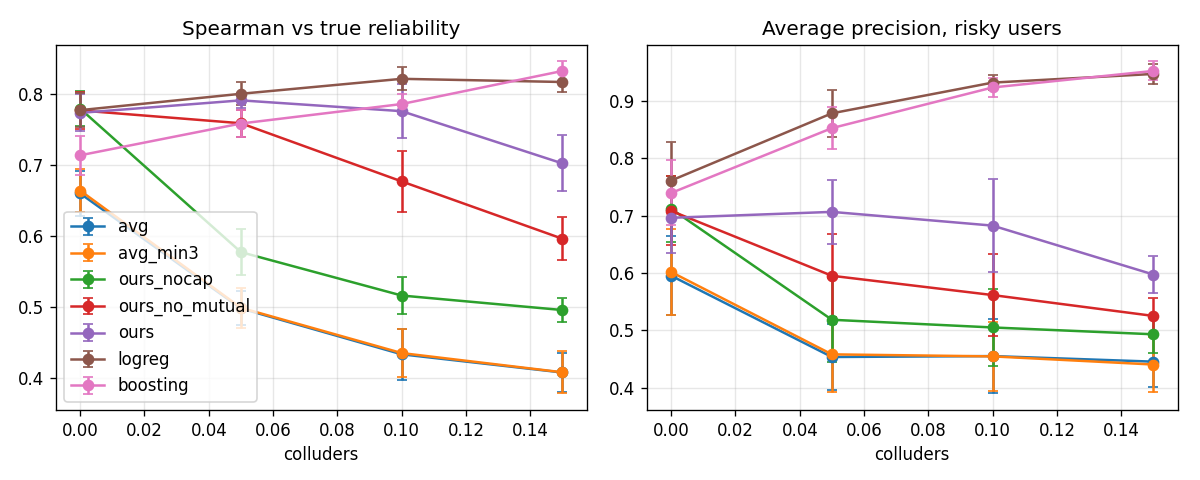 Spearman vs true reliability
0.8
0.7
0.6
0.5
0.4
avg
avg_min3
ours_nocap
ours_no_mutual
ours
logreg
boosting
0.00 0.02 0.04 0.06 0.08 0.10 0.12 0.14
colluders
Average precision, risky users
0.9
0.8
0.7
0.6
0.5
0.4
0.00 0.02 0.04 0.06 0.08 0.10 0.12 0.14
colluders